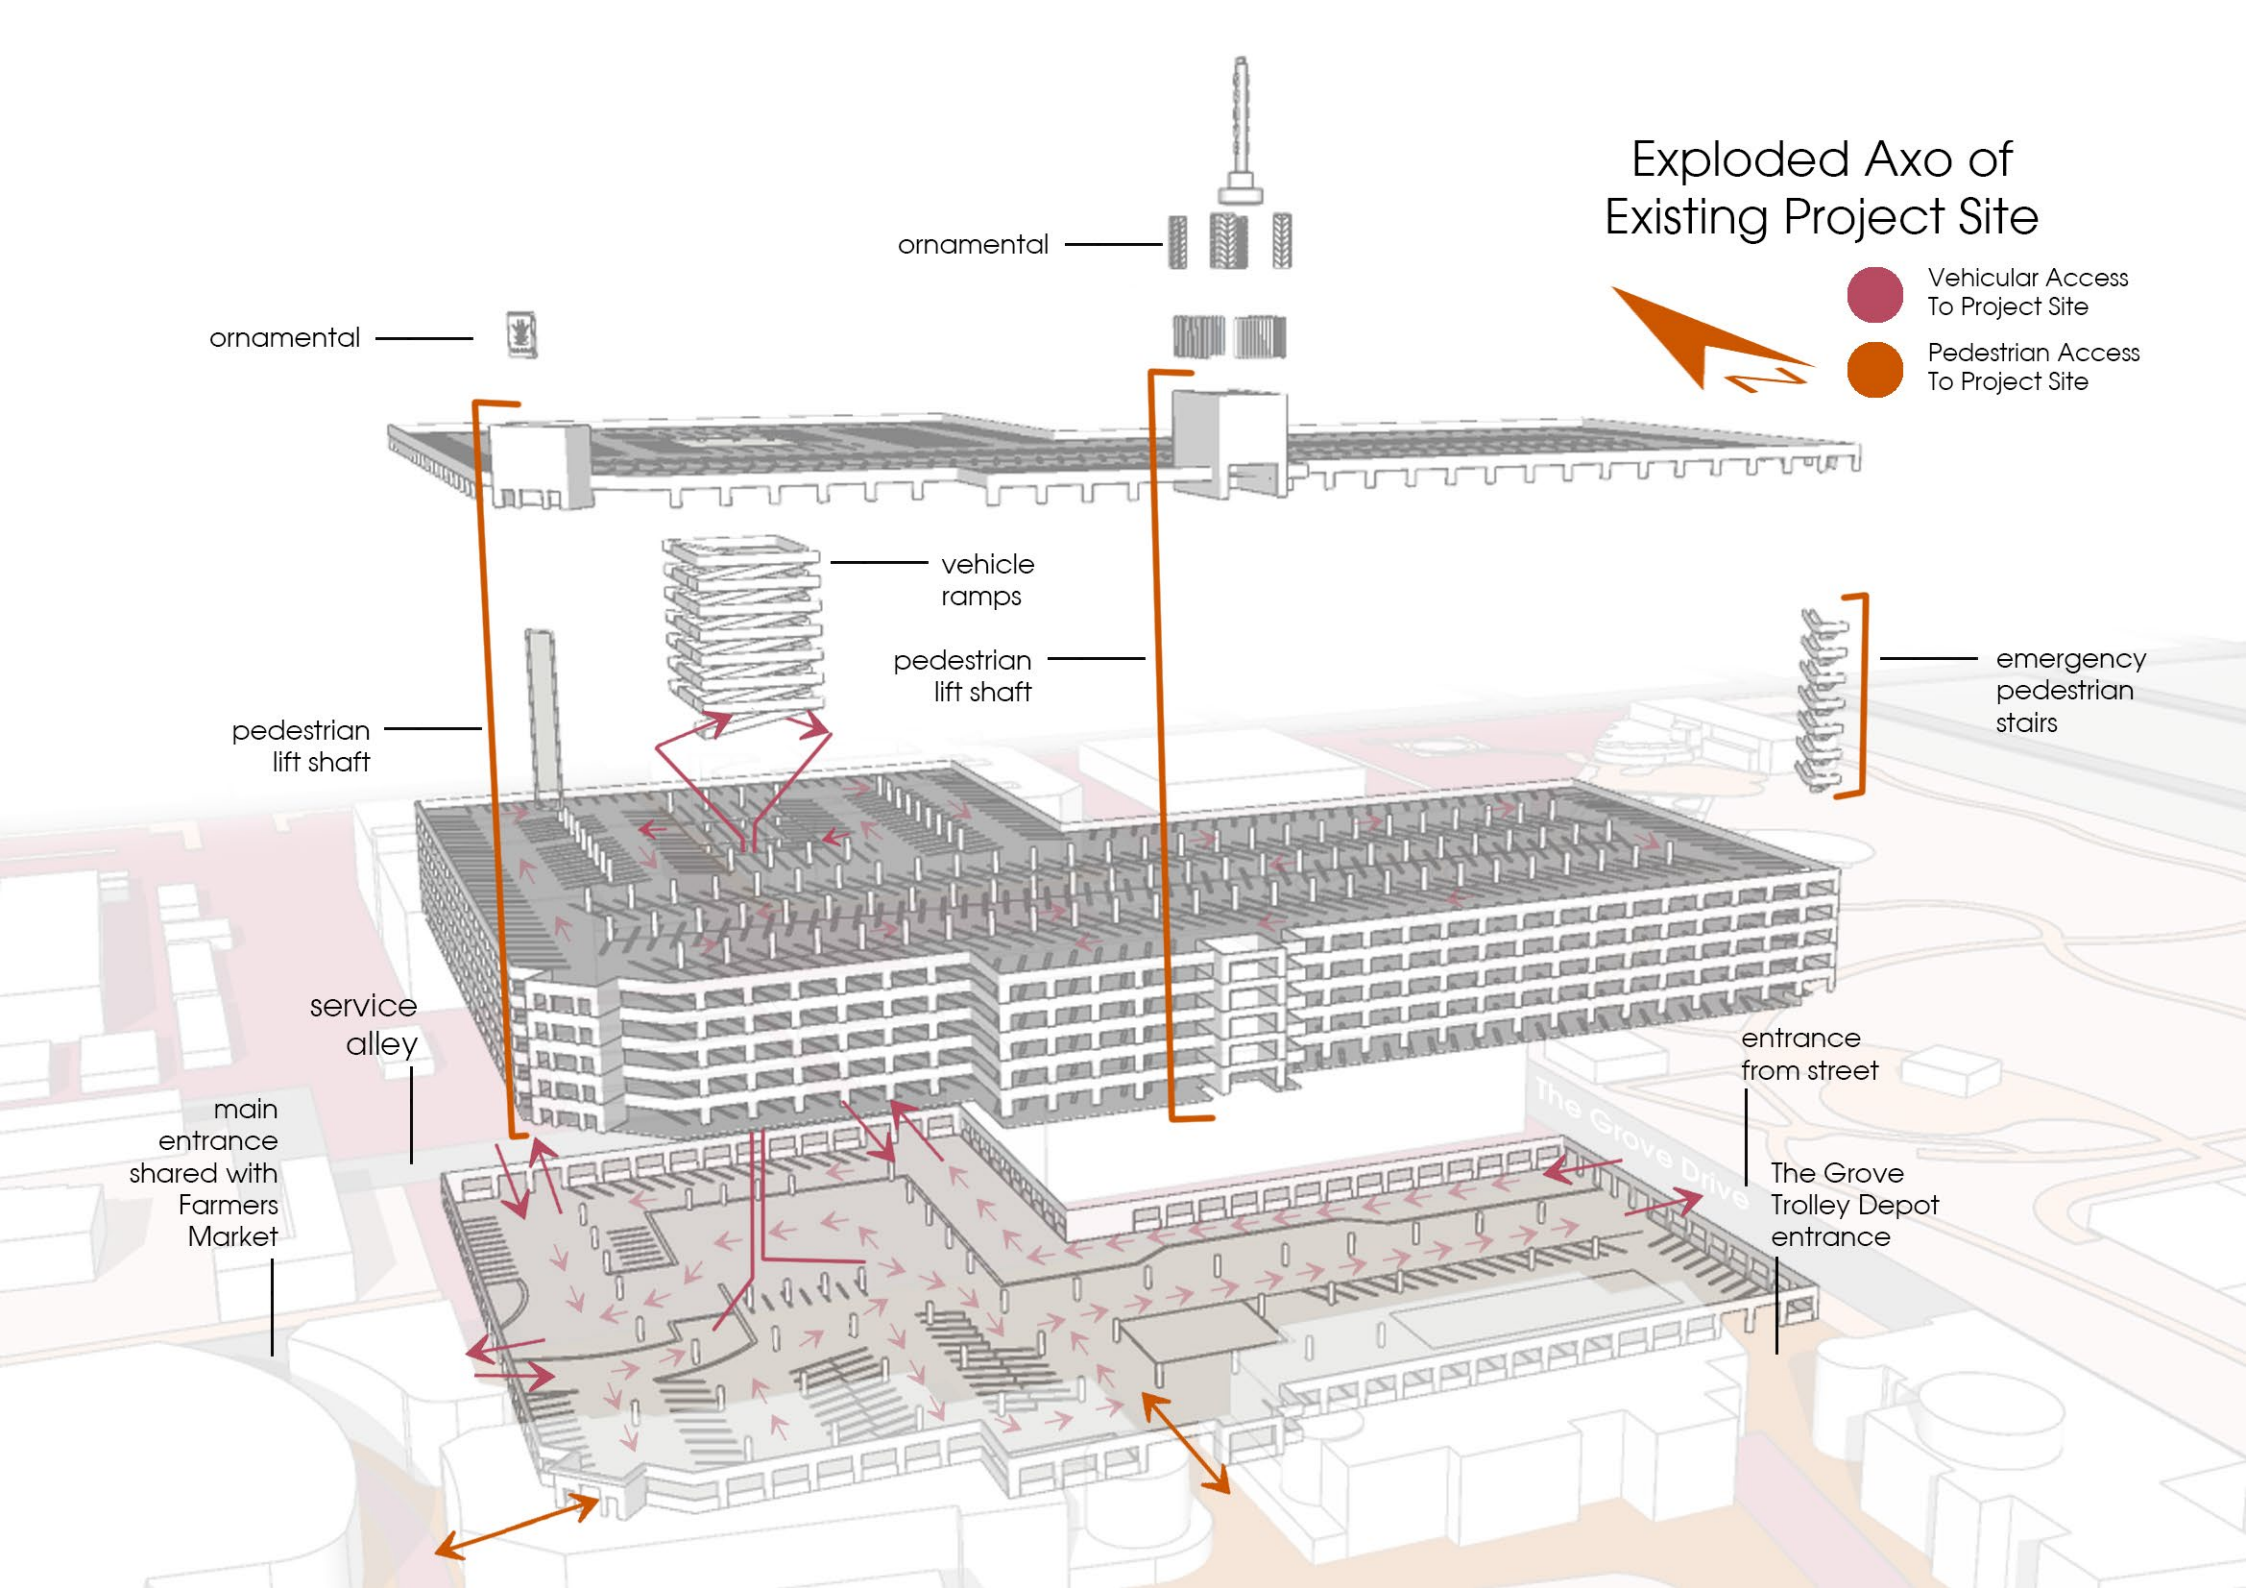 Exploded Axo of
Existing Project Site
Vehicular Access
To Project Site
Pedestrian Access
To Project Site
N
ornamental
ornamental
vehicle
ramps
pedestrian
lift shaft
emergency
pedestrian
stairs
pedestrian
lift shaft
service
alley
main
entrance
shared with
Farmers
Market
entrance
from street
The Grove Drive
The Grove
Trolley Depot
entrance